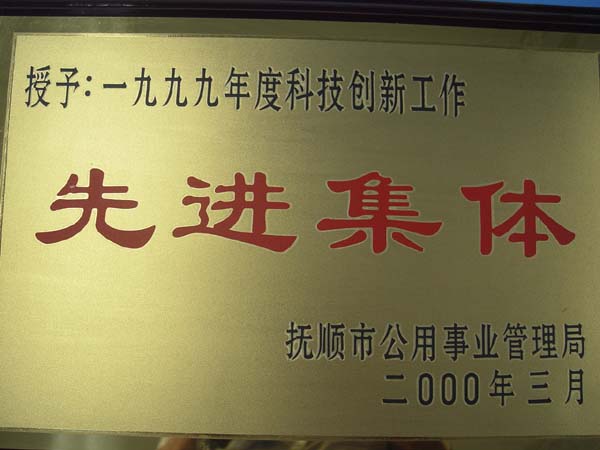 授予:一九九九年度科技创新工作
先进集体
抚顺市公用事业管理局
二000年三月